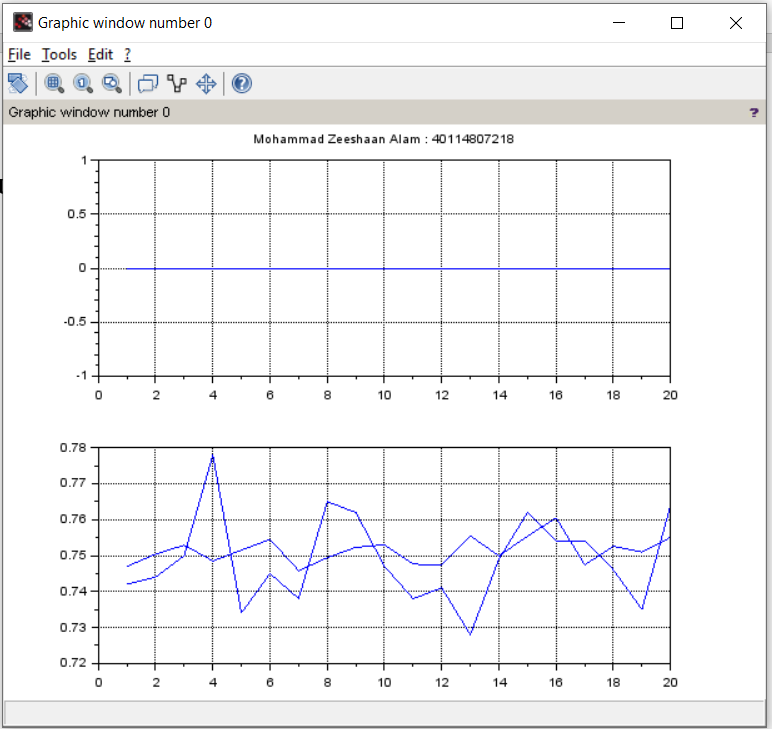 Graphic window number 0
File Tools Edit ?
Graphic window number 0 ?
Mohammad Zeeshaan Alam : 40114807218
1
0.5
0
-0.5
-1
0 2 4 6 8 10 12 14 16 18 20
0.78
0.77
0.76
0.75
0.74
0.73
0.72
0 2 4 6 8 10 12 14 16 18 20